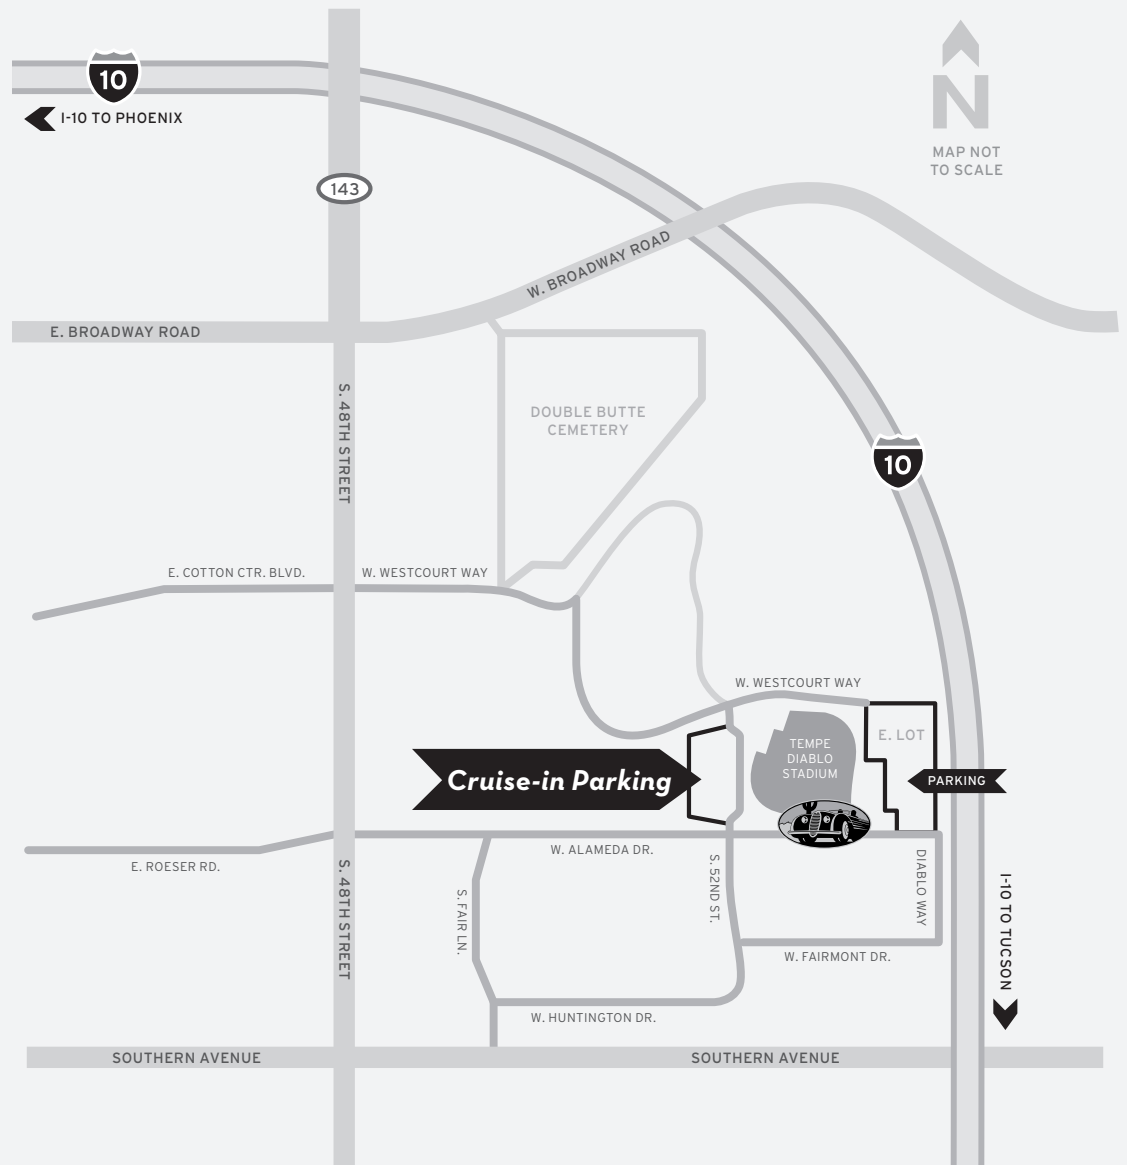 10
I-10 TO PHOENIX
N
MAP NOT
TO SCALE
143
W. BROADWAY ROAD
E. BROADWAY ROAD
S. 48TH STREET
DOUBLE BUTTE
CEMETERY
10
E. COTTON CTR. BLVD.
W. WESTCOURT WAY
W. WESTCOURT WAY
E. LOT
TEMPE
DIABLO
STADIUM
Cruise-in Parking
PARKING
W. ALAMEDA DR.
E. ROESER RD.
S. 48TH STREET
S. FAIR LN.
S. 52ND ST.
DIABLO WAY
I-10 TO TUCSON
W. FAIRMONT DR.
W. HUNTINGTON DR.
SOUTHERN AVENUE
SOUTHERN AVENUE